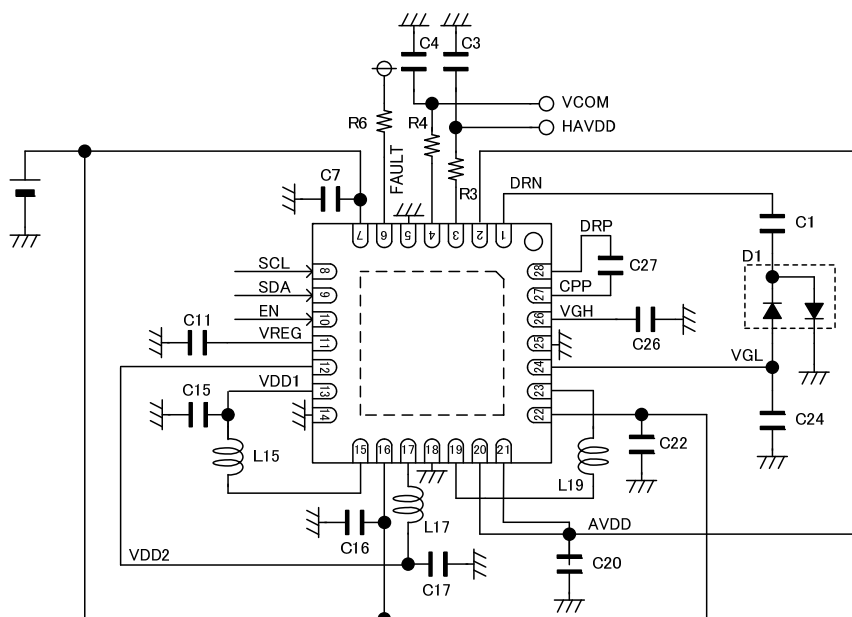 C4
C3
VCOM
R6
R4
HAVDD
FAULT
C7
R3
DRN
C1
7
6
5
4
3
2
1
DRP
D1
SCL
8
28
C27
SDA
9
27
CPP
EN
10
26
VGH
C11
VREG
11
25
C26
12
24
VGL
C15
VDD1
13
23
14
22
C24
15
16
17
18
19
20
21
C22
L15
L19
L17
C16
AVDD
VDD2
C17
C20